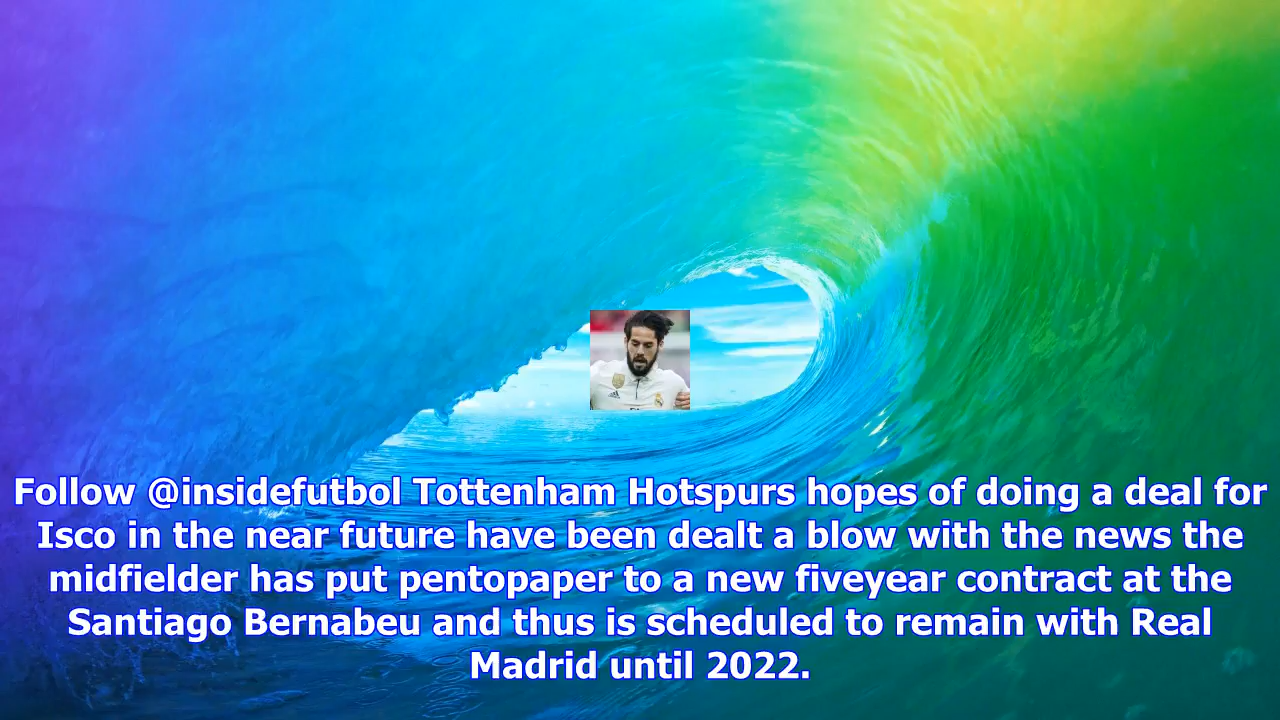 Follow @insidefutbol Tottenham Hotspurs hopes of doing a deal for
Isco in the near future have been dealt a blow with the news the
midfielder has put pentopaper to a new fiveyear contract at the
Santiago Bernabeu and thus is scheduled to remain with Real
Madrid until 2022.